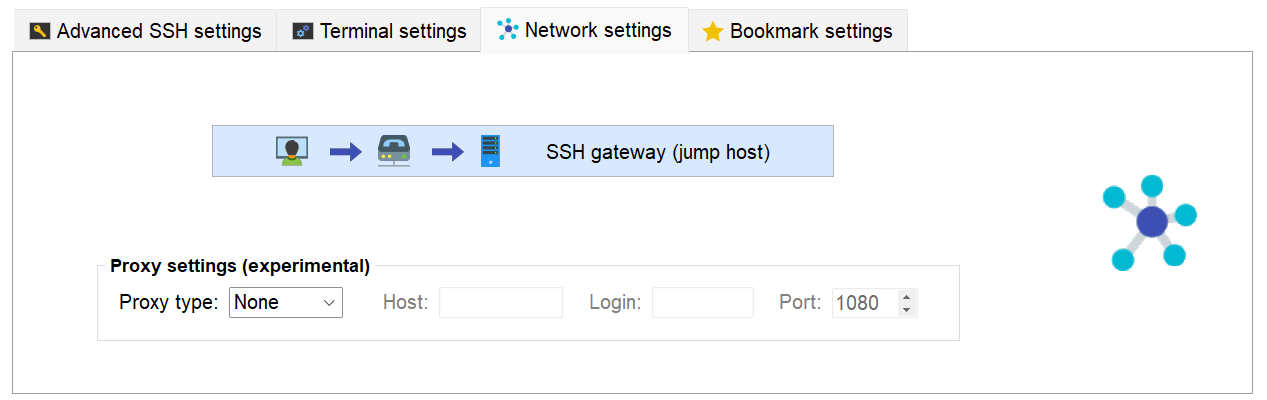 Advanced SSH settings Terminal settings Network settings Bookmark settings
SSH gateway (jump host)
Proxy settings (experimental)
Proxy type: None Host: Login: Port: 1080